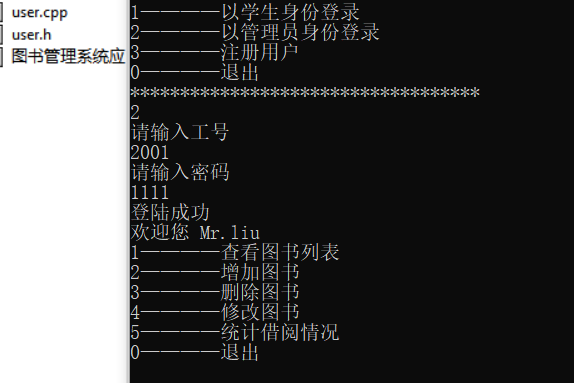 user.cpp
user.h
图书管理系统应
1————以学生身份登录
2————以管理员身份登录
3————注册用户
0————退出
***********************************
2
请输入工号
2001
请输入密码
1111
登陆成功
欢迎您 Mr.liu
1————查看图书列表
2————增加图书
3————删除图书
4————修改图书
5————统计借阅情况
0————退出